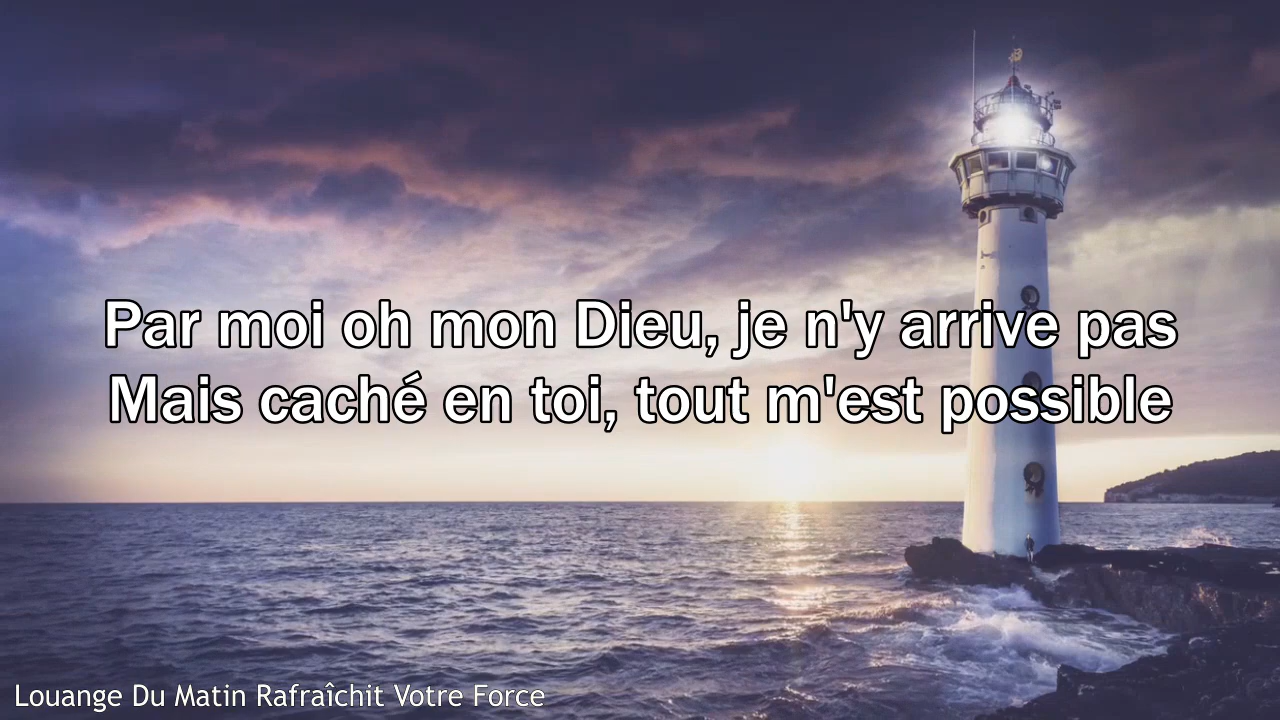 Par moi oh mon Dieu, je n'y arrive pas
Mais caché en toi, tout m'est possible
Louange Du Matin Rafraîchit Votre Force